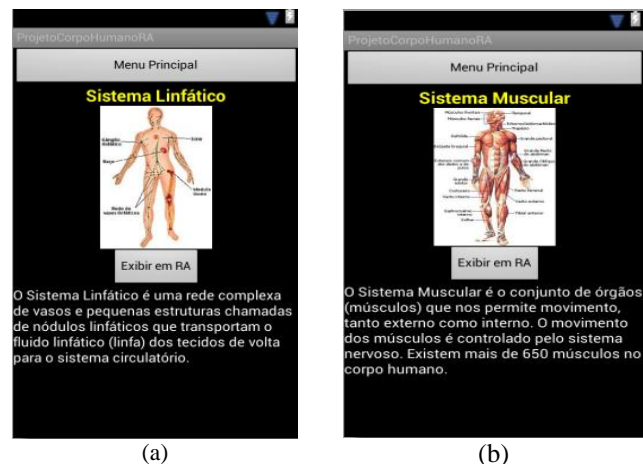 ProjetoCorpoHumanoRA
Menu Principal
Sistema Linfático
Exibir em RA
O Sistema Linfático é uma rede complexa
de vasos e pequenas estruturas chamadas
de nódulos linfáticos que transportam o
fluido linfático (linfa) dos tecidos de volta
para o sistema circulatório.
(a)
ProjetoCorpoHumanoRA
Menu Principal
Sistema Muscular
Exibir em RA
O Sistema Muscular é o conjunto de órgãos
(músculos) que nos permite movimento,
tanto externo como interno. O movimento
dos músculos é controlado pelo sistema
nervoso. Existem mais de 650 músculos no
corpo humano.
(b)